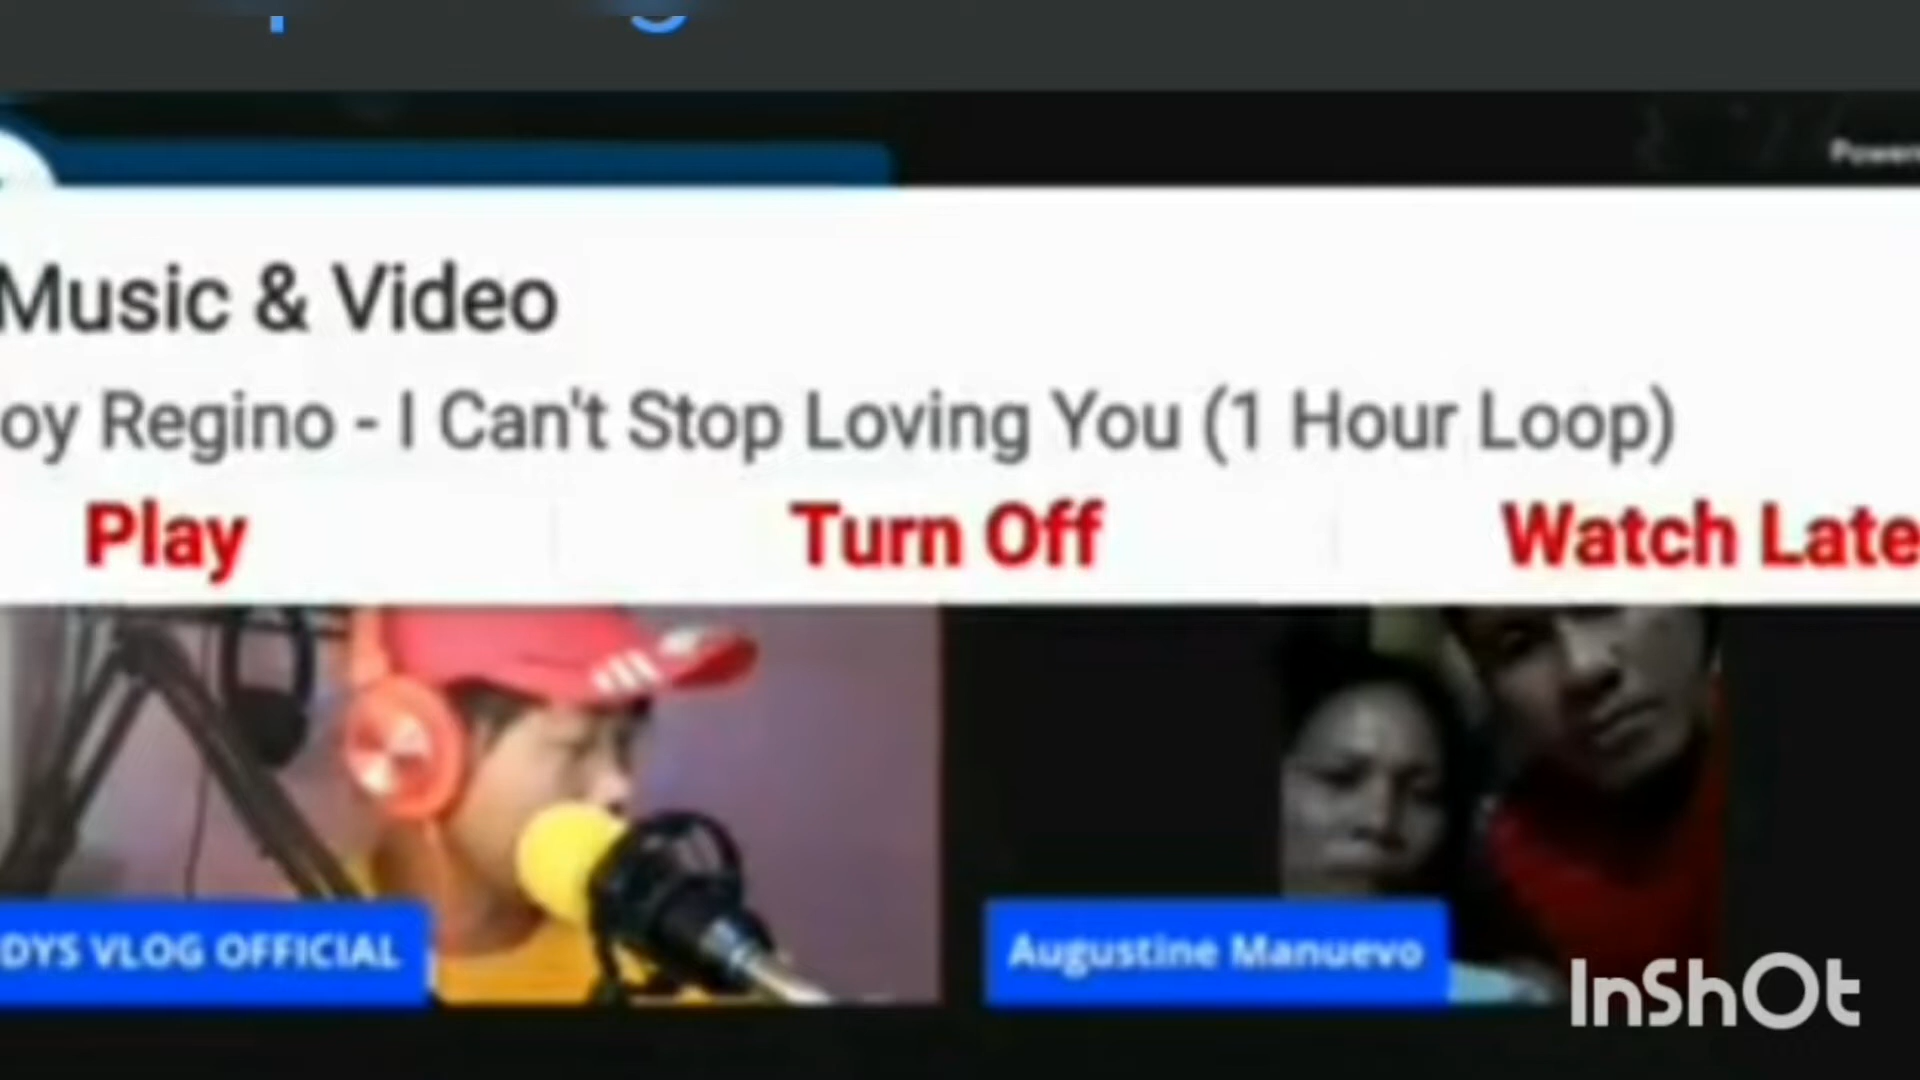 Power
Music & Video
oy Regino - I Can't Stop Loving You (1 Hour Loop)
Play
Turn Off
Watch Late
DYS VLOG OFFICIAL
Augustine Manuevo
InShOt